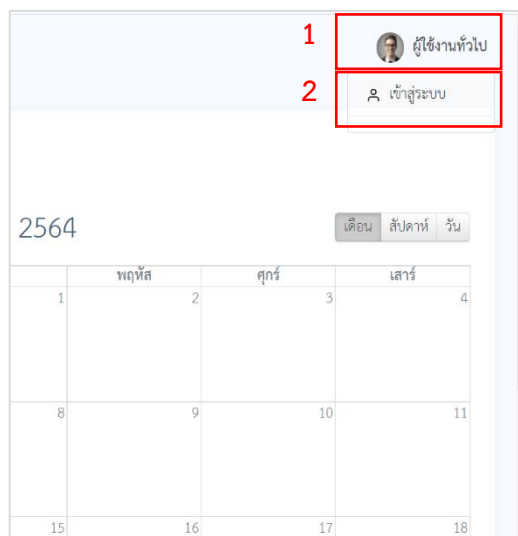 1 ผู้ใช้งานทั่วไป
2 เข้าสู่ระบบ
2564 เดือน สัปดาห์ วัน
พฤหัส ศุกร์ เสาร์
1 2 3 4
8 9 10 11
15 16 17 18